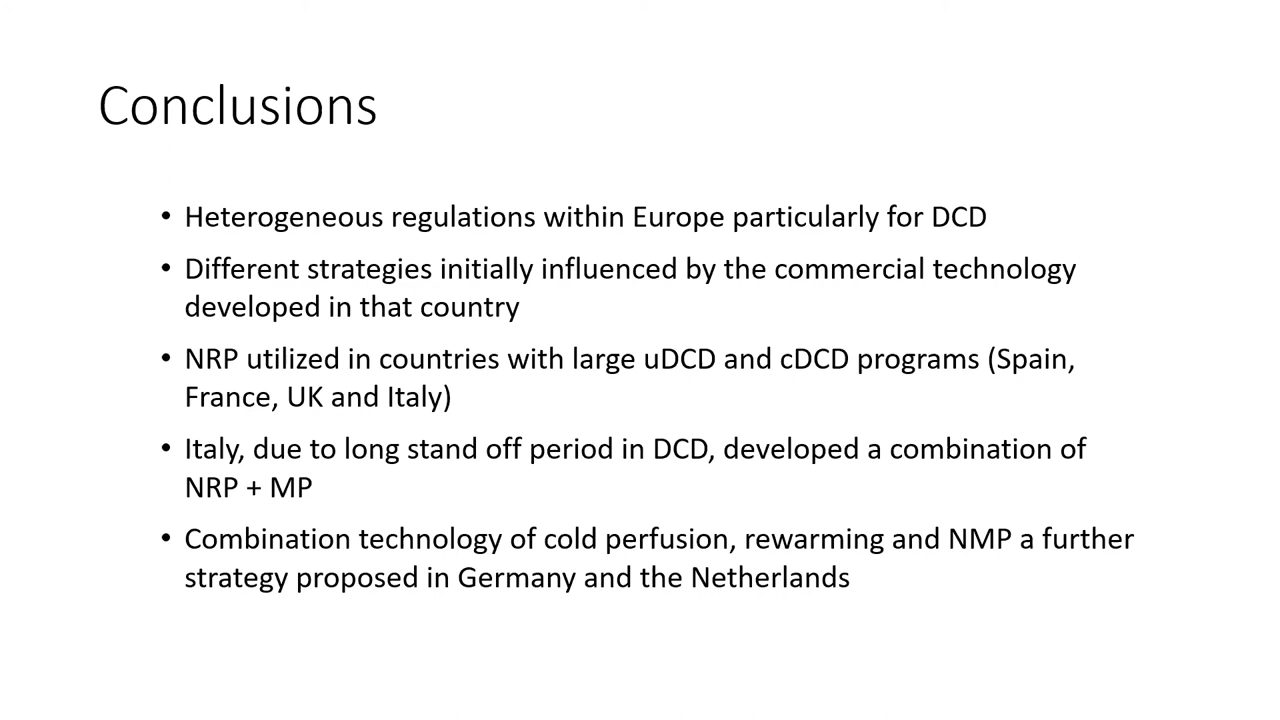 Conclusions
• Heterogeneous regulations within Europe particularly for DCD
• Different strategies initially influenced by the commercial technology
developed in that country
• NRP utilized in countries with large uDCD and cDCD programs (Spain,
France, UK and Italy)
• Italy, due to long stand off period in DCD, developed a combination of
NRP + MP
• Combination technology of cold perfusion, rewarming and NMP a further
strategy proposed in Germany and the Netherlands